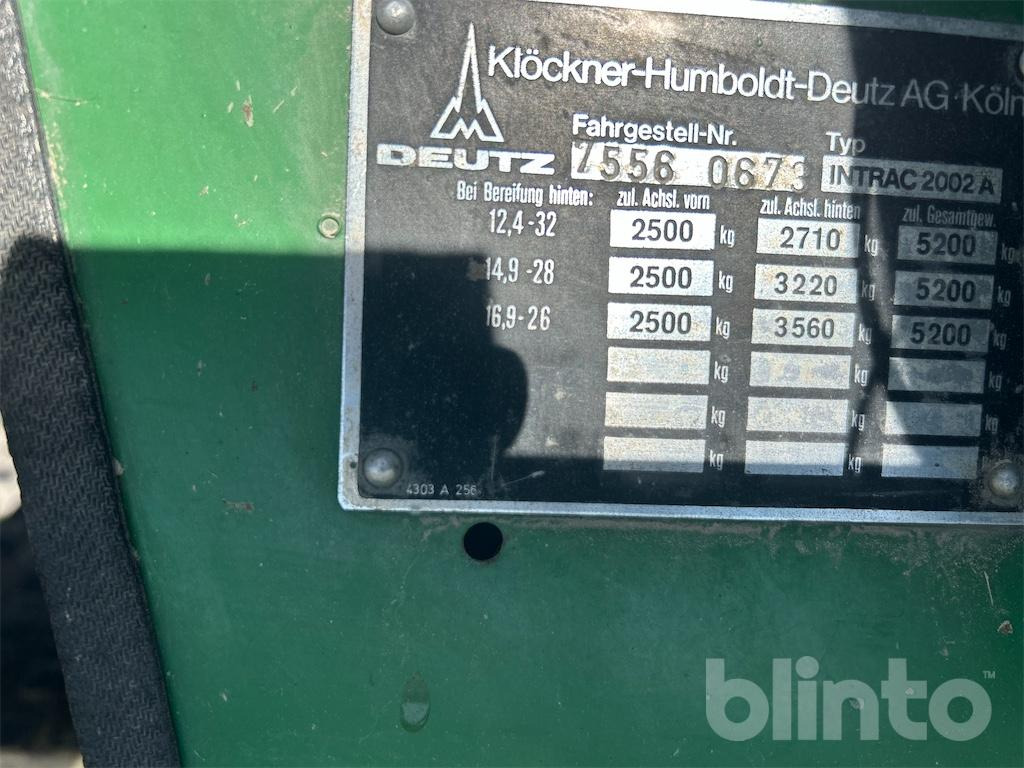 Klöckner-Humboldt-Deutz AG Köln
DEUTZ
Fahrgestell-Nr. Typ
7556 0673 INTRAC 2002 A
Bei Bereifung hinten: zul. Achsl. vorn zul. Achsl. hinten zul. Gesamtgew.
12,4-32 2500 kg 2710 kg 5200 kg
14,9-28 2500 kg 3220 kg 5200 kg
16,9-26 2500 kg 3560 kg 5200 kg
kg kg kg
kg kg kg
kg kg
4303 A 256
blinto™